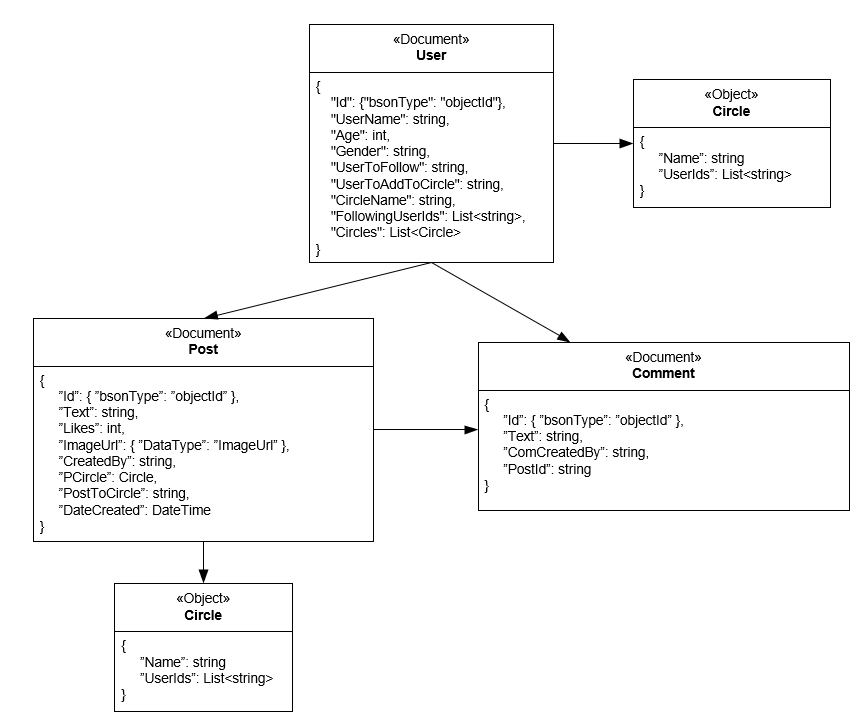 «Document»
User
{
"Id": {"bsonType": "objectId"},
"UserName": string,
"Age": int,
"Gender": string,
"UserToFollow": string,
"UserToAddToCircle": string,
"CircleName": string,
"FollowingUserIds": List<string>,
"Circles": List<Circle>
}
«Object»
Circle
{
”Name”: string
”UserIds”: List<string>
}
«Document»
Post
{
”Id”: { ”bsonType”: ”objectId” },
”Text”: string,
”Likes”: int,
”ImageUrl”: { ”DataType”: ”ImageUrl” },
”CreatedBy”: string,
”PCircle”: Circle,
”PostToCircle”: string,
”DateCreated”: DateTime
}
«Document»
Comment
{
”Id”: { ”bsonType”: ”objectId” },
”Text”: string,
”ComCreatedBy”: string,
”PostId”: string
}
«Object»
Circle
{
”Name”: string
”UserIds”: List<string>
}